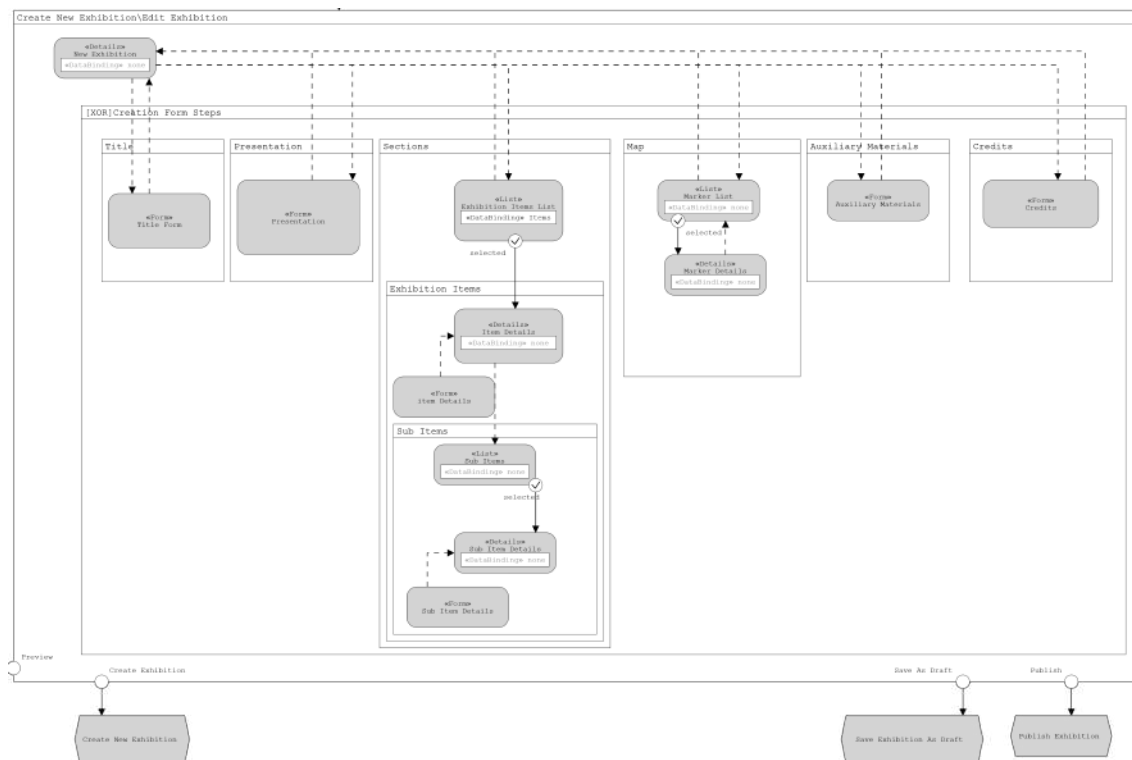 Create New Exhibition\Edit Exhibition
«Details»
New Exhibition
«DataBinding» none
[XOR]Creation Form Steps
Title
Presentation
Sections
Map
Auxiliary Materials
Credits
«Form»
Title Form
«Form»
Presentation
«List»
Exhibition Items List
«DataBinding» Items
selected
«List»
Marker List
«DataBinding» none
selected
«Details»
Marker Details
«DataBinding» none
«Form»
Auxiliary Materials
«Form»
Credits
Exhibition Items
«Details»
Item Details
«DataBinding» none
«Form»
item Details
Sub Items
«List»
Sub Items
«DataBinding» none
selected
«Details»
Sub Item Details
«DataBinding» none
«Form»
Sub Item Details
Preview
Create Exhibition
Save As Draft
Publish
Create New Exhibition
Save Exhibition As Draft
Publish Exhibition